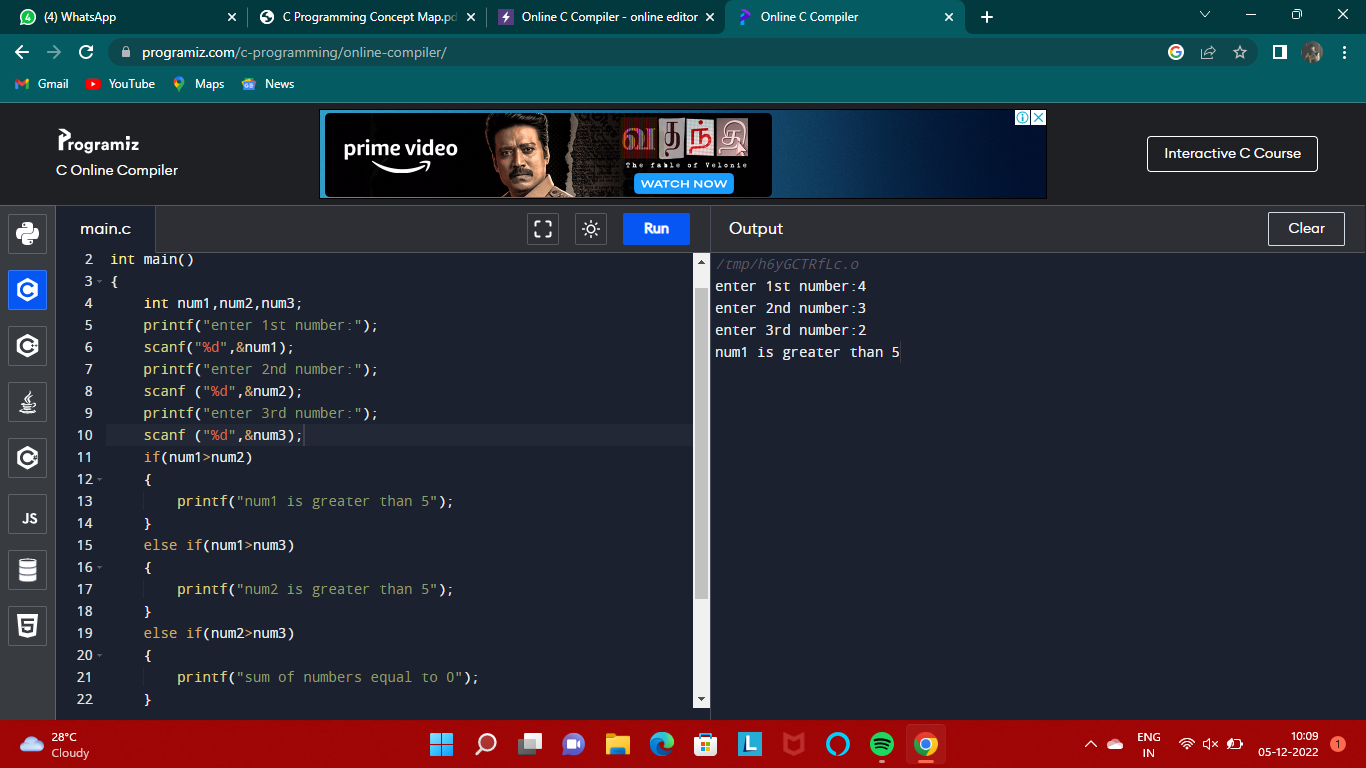 (4) WhatsApp
C Programming Concept Map.pd
Online C Compiler - online editor
Online C Compiler
programiz.com/c-programming/online-compiler/
Gmail YouTube Maps News
Programiz
C Online Compiler
prime video
வதந்தி
The fable of Velonie
WATCH NOW
Interactive C Course
main.c
Run
Output
Clear
2 int main()
3 {
4 int num1,num2,num3;
5 printf("enter 1st number:");
6 scanf("%d",&num1);
7 printf("enter 2nd number:");
8 scanf ("%d",&num2);
9 printf("enter 3rd number:");
10 scanf ("%d",&num3);
11 if(num1>num2)
12 {
13 printf("num1 is greater than 5");
14 }
15 else if(num1>num3)
16 {
17 printf("num2 is greater than 5");
18 }
19 else if(num2>num3)
20 {
21 printf("sum of numbers equal to 0");
22 }
/tmp/h6yGCTRfLc.o
enter 1st number:4
enter 2nd number:3
enter 3rd number:2
num1 is greater than 5
JS
28°C
Cloudy
L
ENG
IN
10:09
05-12-2022
1